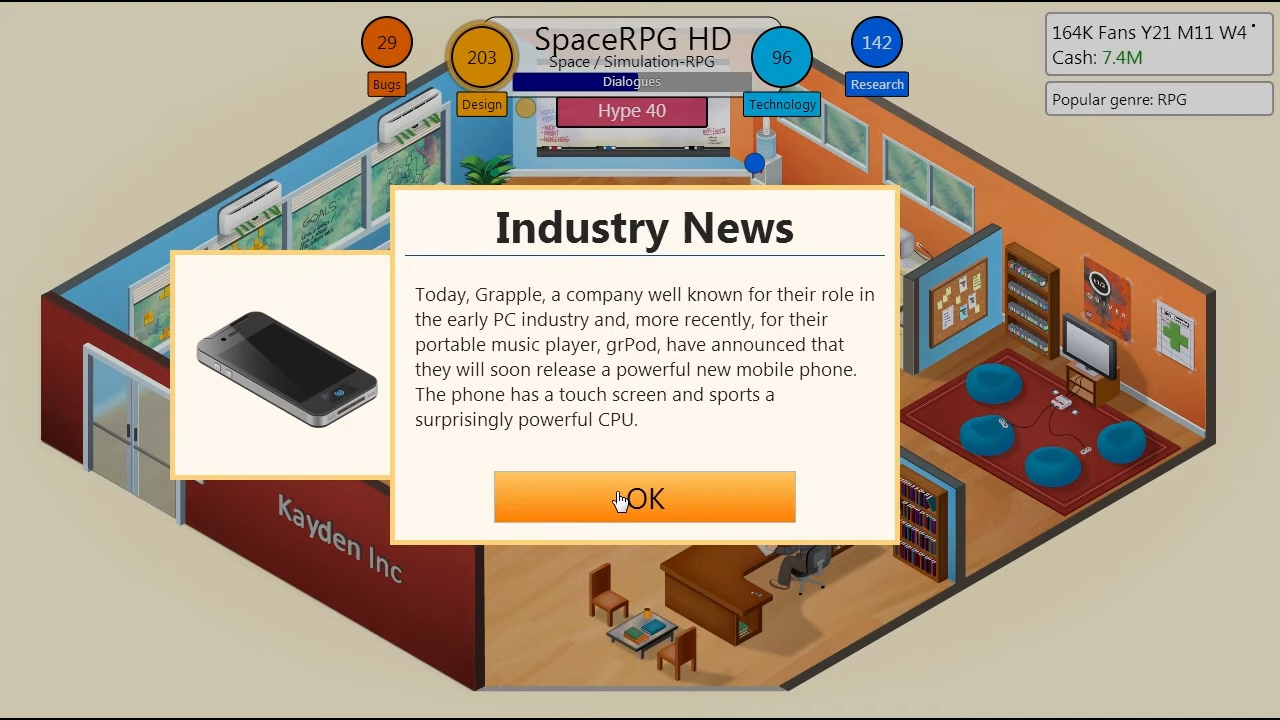 SpaceRPG HD
Space / Simulation-RPG
Dialogues
Hype 40
29
Bugs
203
Design
96
Technology
142
Research
164K Fans Y21 M11 W4
Cash: 7.4M
Popular genre: RPG
Industry News
Today, Grapple, a company well known for their role in
the early PC industry and, more recently, for their
portable music player, grPod, have announced that
they will soon release a powerful new mobile phone.
The phone has a touch screen and sports a
surprisingly powerful CPU.
OK
GOALS
Kayden Inc